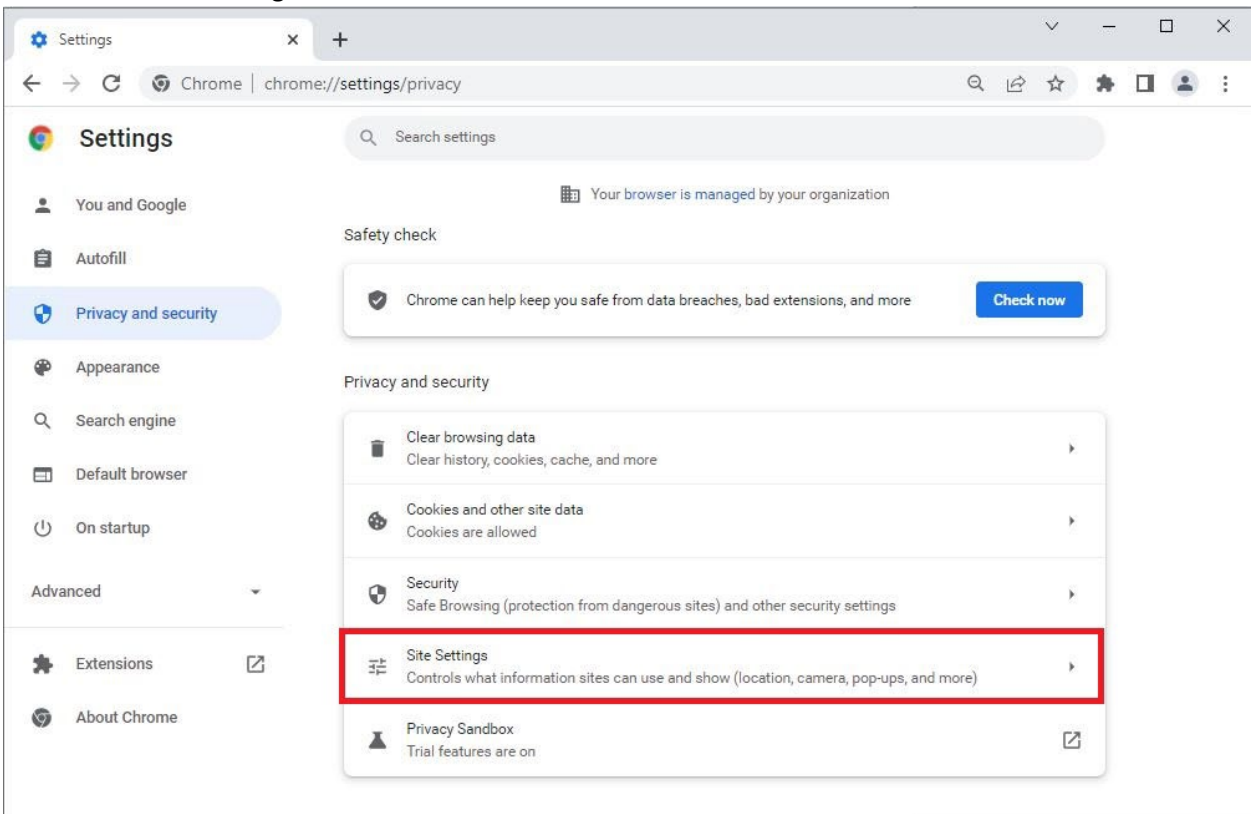 Settings
Chrome | chrome://settings/privacy
Settings
Search settings
You and Google
Autofill
Privacy and security
Appearance
Search engine
Default browser
On startup
Advanced
Extensions
About Chrome
Your browser is managed by your organization
Safety check
Chrome can help keep you safe from data breaches, bad extensions, and more
Check now
Privacy and security
Clear browsing data
Clear history, cookies, cache, and more
Cookies and other site data
Cookies are allowed
Security
Safe Browsing (protection from dangerous sites) and other security settings
Site Settings
Controls what information sites can use and show (location, camera, pop-ups, and more)
Privacy Sandbox
Trial features are on